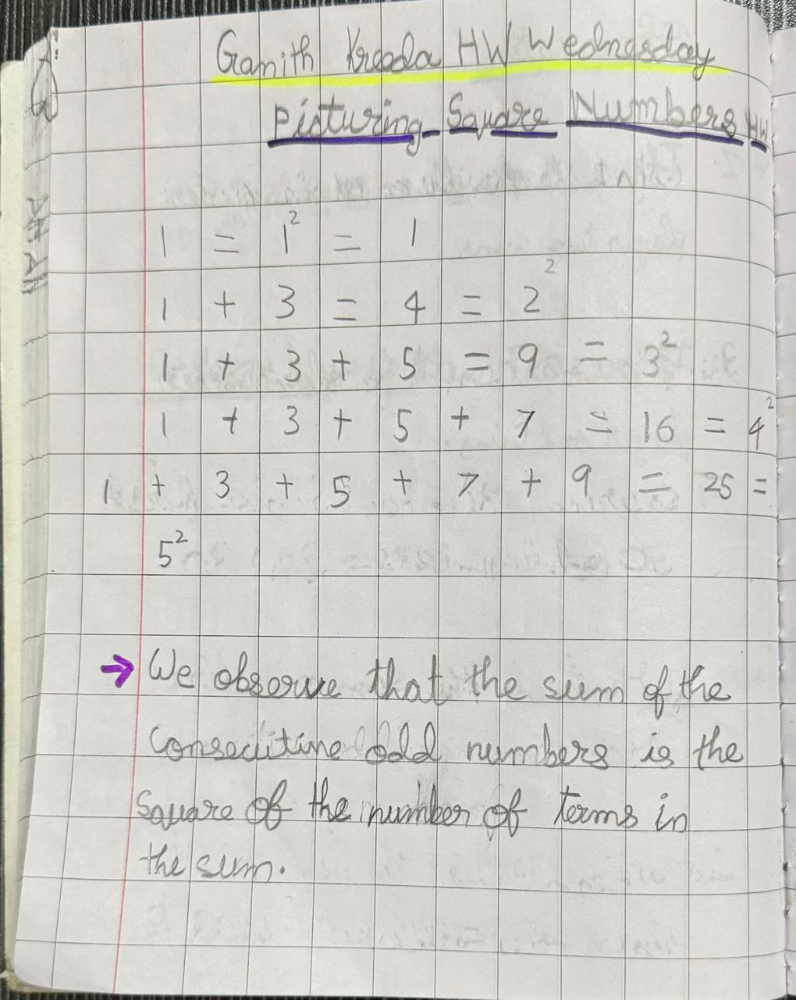 Ganith Kreeda HW Wednesday
Picturing Square Numbers HW
1 = 1² = 1
1 + 3 = 4 = 2²
1 + 3 + 5 = 9 = 3²
1 + 3 + 5 + 7 = 16 = 4²
1 + 3 + 5 + 7 + 9 = 25 =
5²
→ We observe that the sum of the
consecutive odd numbers is the
square of the number of terms in
the sum.